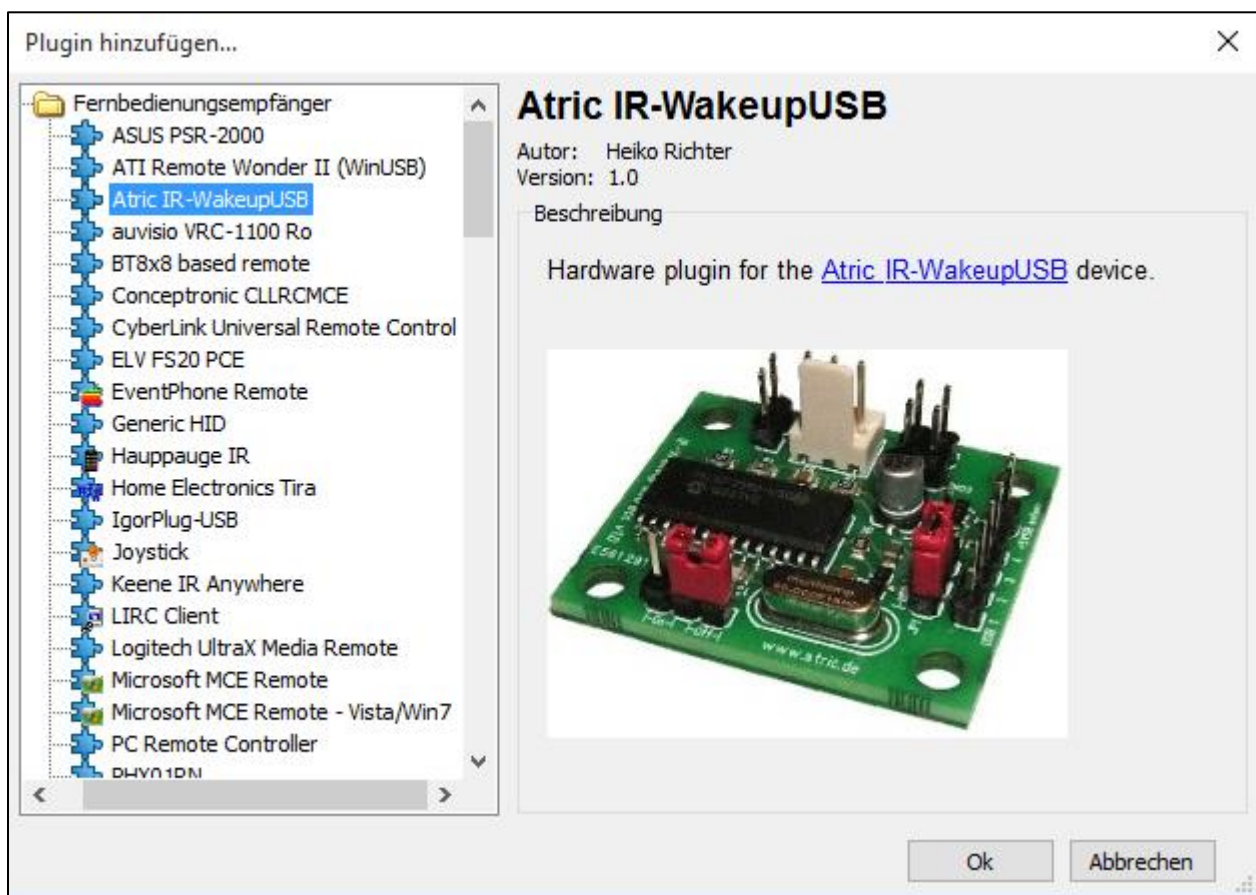 Plugin hinzufügen...
Fernbedienungsempfänger
ASUS PSR-2000
ATI Remote Wonder II (WinUSB)
Atric IR-WakeupUSB
auvisio VRC-1100 Ro
BT8x8 based remote
Conceptronic CLLRCMCE
CyberLink Universal Remote Control
ELV FS20 PCE
EventPhone Remote
Generic HID
Hauppauge IR
Home Electronics Tira
IgorPlug-USB
Joystick
Keene IR Anywhere
LIRC Client
Logitech UltraX Media Remote
Microsoft MCE Remote
Microsoft MCE Remote - Vista/Win7
PC Remote Controller
Atric IR-WakeupUSB
Autor: Heiko Richter
Version: 1.0
Beschreibung
Hardware plugin for the Atric IR-WakeupUSB device.
www.atric.de
JP1
Ok
Abbrechen